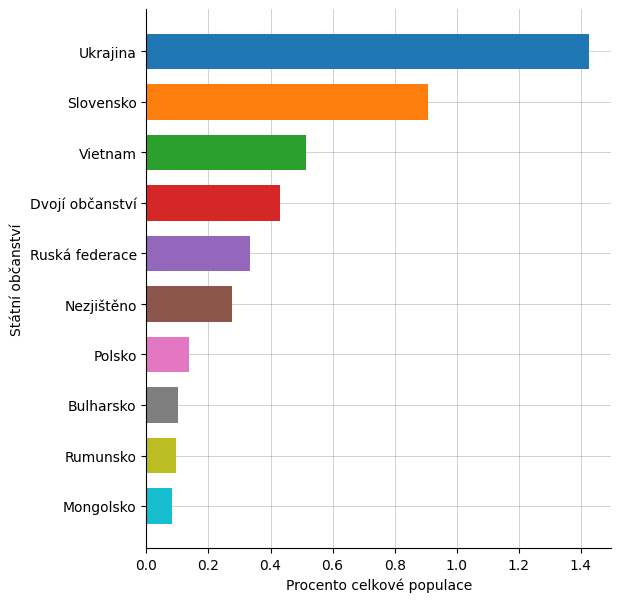 Ukrajina
Slovensko
Vietnam
Dvojí občanství
Ruská federace
Nezjištěno
Polsko
Bulharsko
Rumunsko
Mongolsko
Státní občanství
0.0 0.2 0.4 0.6 0.8 1.0 1.2 1.4
Procento celkové populace